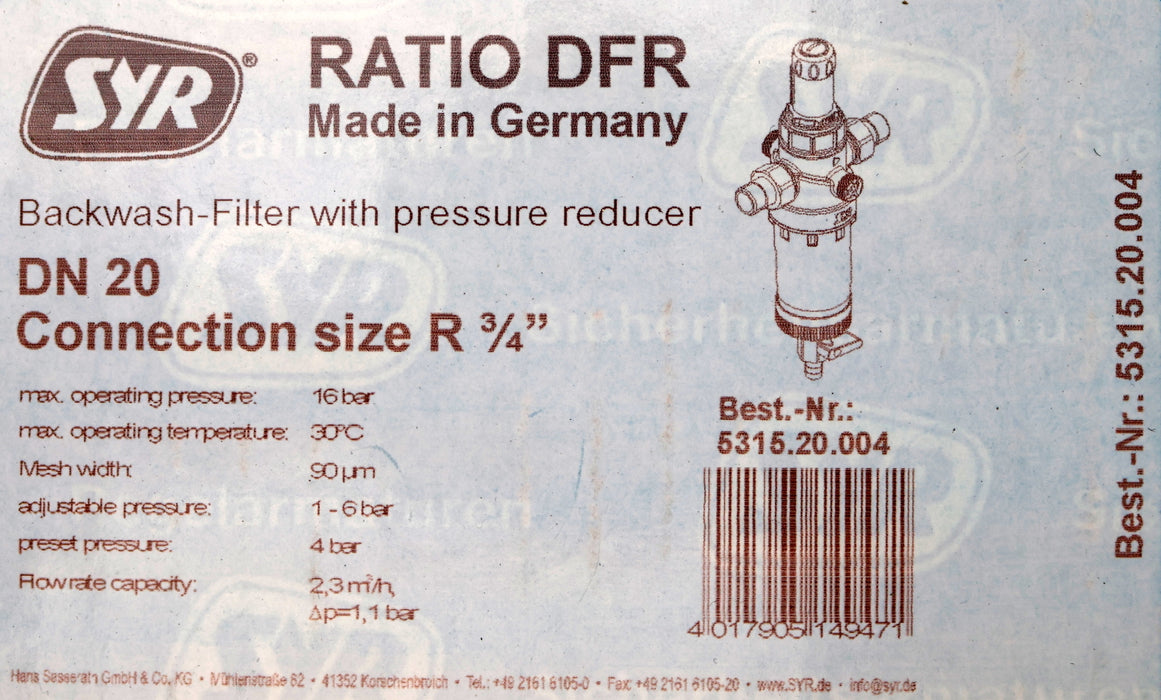 SYR®
RATIO DFR
Made in Germany
Backwash-Filter with pressure reducer
DN 20
Connection size R ¾”
max. operating pressure: 16 bar
max. operating temperature: 30°C
Mesh width: 90 µm
adjustable pressure: 1 - 6 bar
preset pressure: 4 bar
Flow rate capacity: 2,3 m³/h,
Δp=1,1 bar
Best.-Nr.:
5315.20.004
4 017905 149471
Best.-Nr.: 5315.20.004
Hans Sasserath GmbH & Co. KG • Mühlenstraße 62 • 41352 Korschenbroich • Tel.: +49 2161 6105-0 • Fax: +49 2161 6105-20 • www.SYR.de • info@syr.de